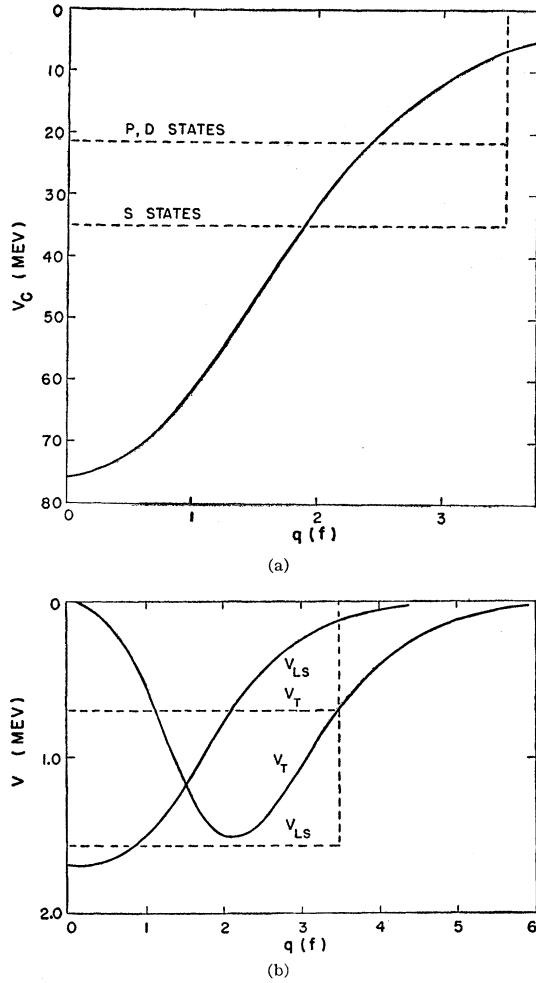 0
10
20
30
40
50
60
70
80
V_C (MEV)
P, D STATES
S STATES
0 1 2 3
q (f)
(a)
0
1.0
2.0
V (MEV)
V_LS
V_T
V_T
V_LS
0 1 2 3 4 5 6
q (f)
(b)